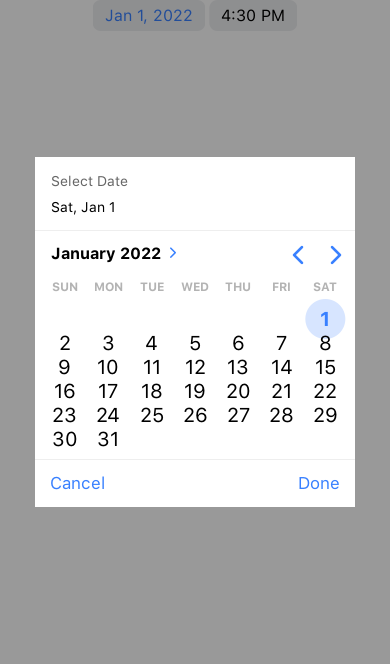 Jan 1, 2022 4:30 PM
Select Date
Sat, Jan 1
January 2022
SUN MON TUE WED THU FRI SAT
1
2 3 4 5 6 7 8
9 10 11 12 13 14 15
16 17 18 19 20 21 22
23 24 25 26 27 28 29
30 31
Cancel Done